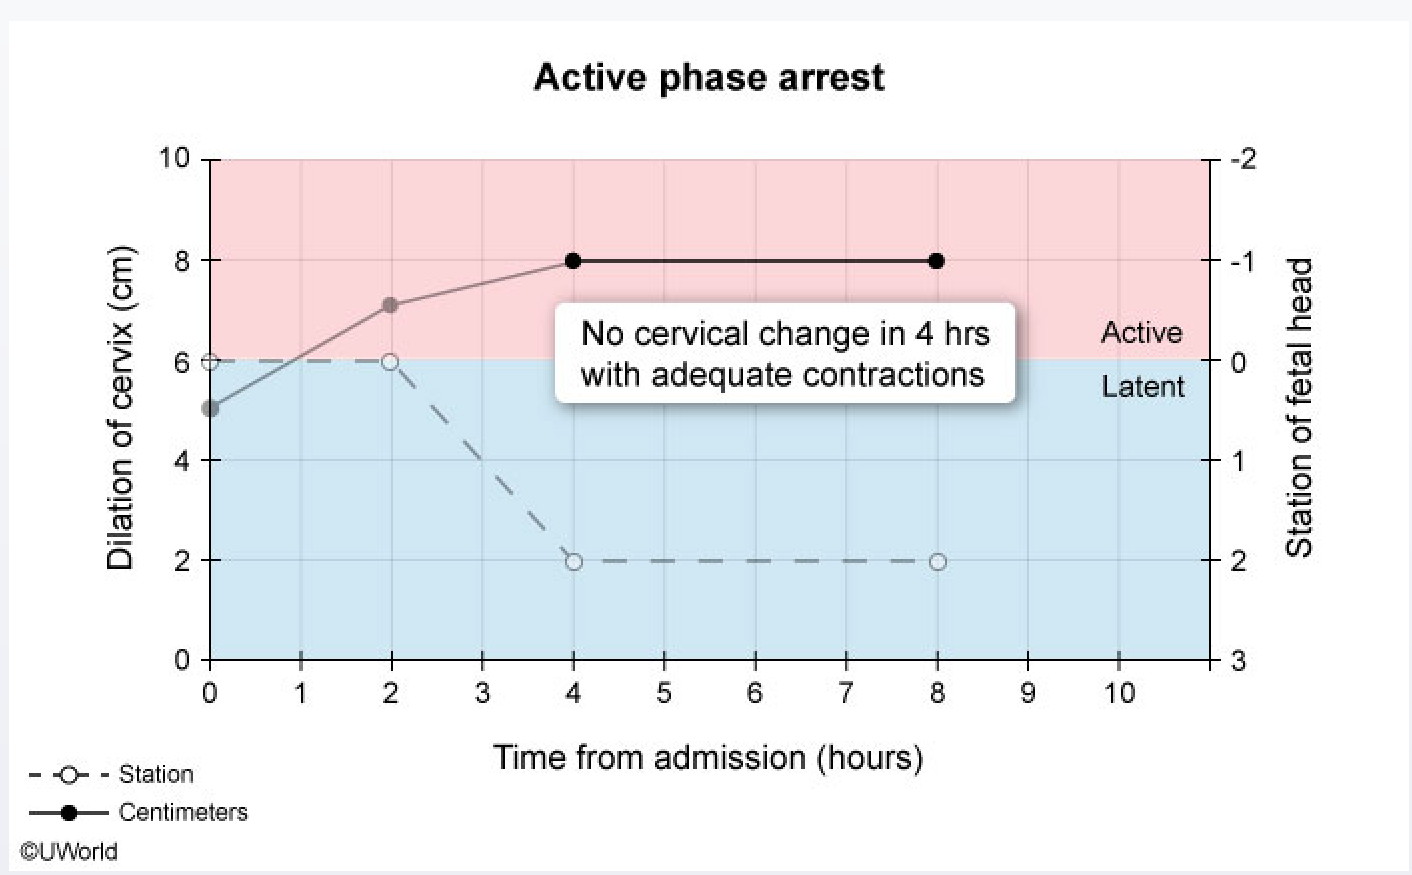 Active phase arrest
10
8
6
4
2
0
Dilation of cervix (cm)
-2
-1
0
1
2
3
Station of fetal head
No cervical change in 4 hrs
with adequate contractions
Active
Latent
0 1 2 3 4 5 6 7 8 9 10
Time from admission (hours)
Station
Centimeters
©UWorld